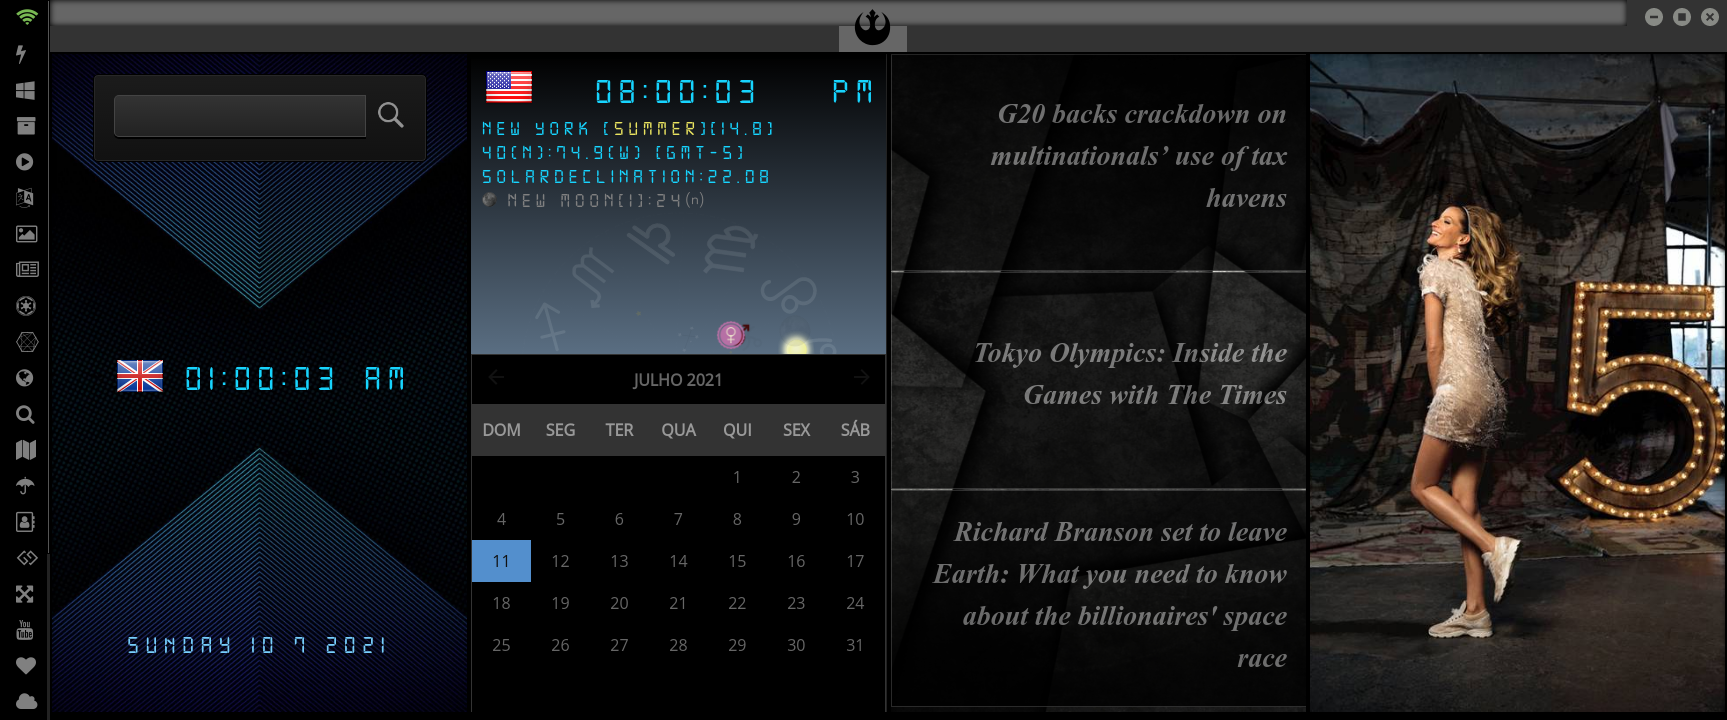 08:00:03 PM
NEW YORK [SUMMER][14.8]
40(N):74.9(W) (GMT-5)
SOLARDECLINATION:22.08
NEW MOON[1]:24(n)
01:00:03 AM
SUNDAY 10 7 2021
JULHO 2021
DOM SEG TER QUA QUI SEX SÁB
1 2 3
4 5 6 7 8 9 10
11 12 13 14 15 16 17
18 19 20 21 22 23 24
25 26 27 28 29 30 31
G20 backs crackdown on
multinationals’ use of tax
havens
Tokyo Olympics: Inside the
Games with The Times
Richard Branson set to leave
Earth: What you need to know
about the billionaires' space
race
5
You
Tube